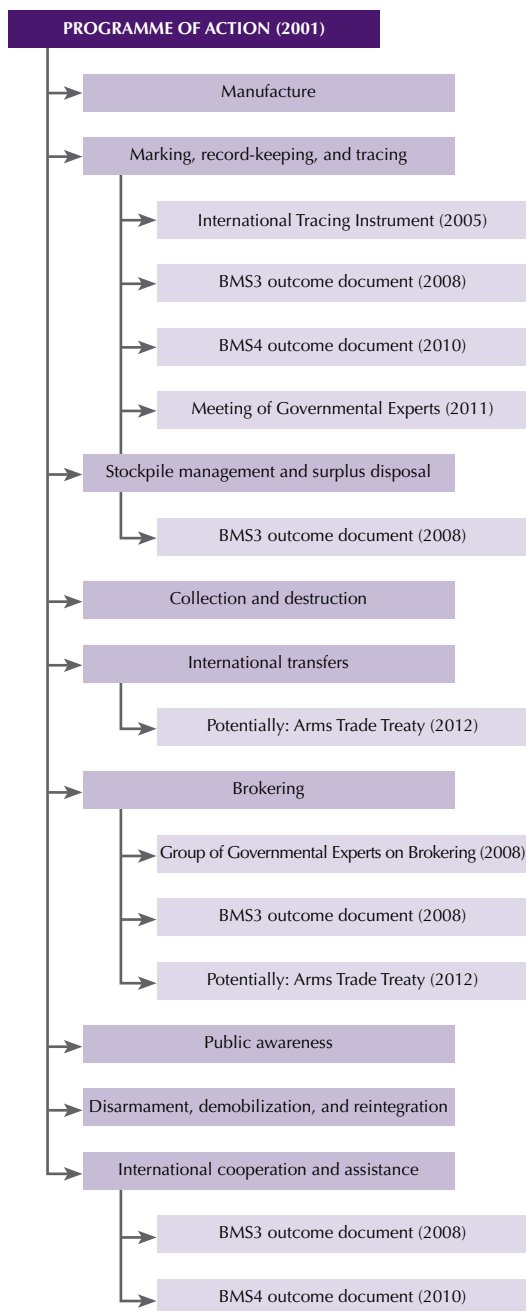 PROGRAMME OF ACTION (2001)
Manufacture
Marking, record-keeping, and tracing
International Tracing Instrument (2005)
BMS3 outcome document (2008)
BMS4 outcome document (2010)
Meeting of Governmental Experts (2011)
Stockpile management and surplus disposal
BMS3 outcome document (2008)
Collection and destruction
International transfers
Potentially: Arms Trade Treaty (2012)
Brokering
Group of Governmental Experts on Brokering (2008)
BMS3 outcome document (2008)
Potentially: Arms Trade Treaty (2012)
Public awareness
Disarmament, demobilization, and reintegration
International cooperation and assistance
BMS3 outcome document (2008)
BMS4 outcome document (2010)